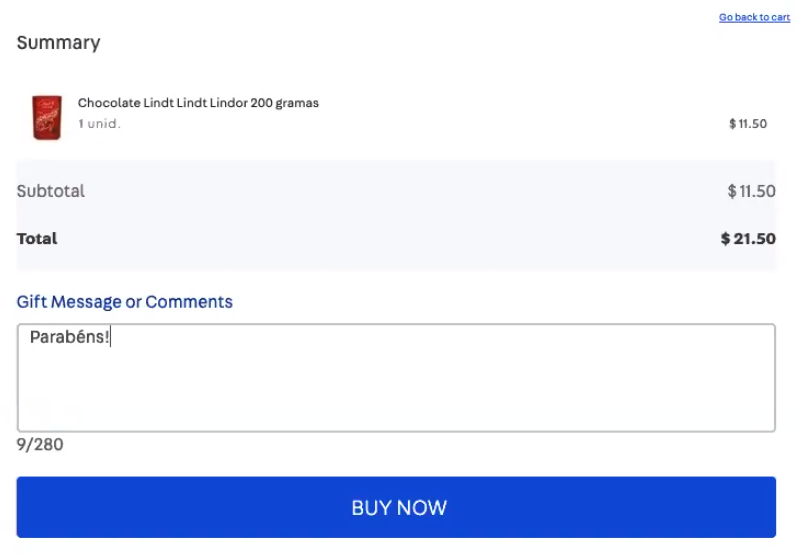 Go back to cart
Summary
Chocolate Lindt Lindt Lindor 200 gramas
1 unid.
$ 11.50
Subtotal
$ 11.50
Total
$ 21.50
Gift Message or Comments
Parabéns!
9/280
BUY NOW